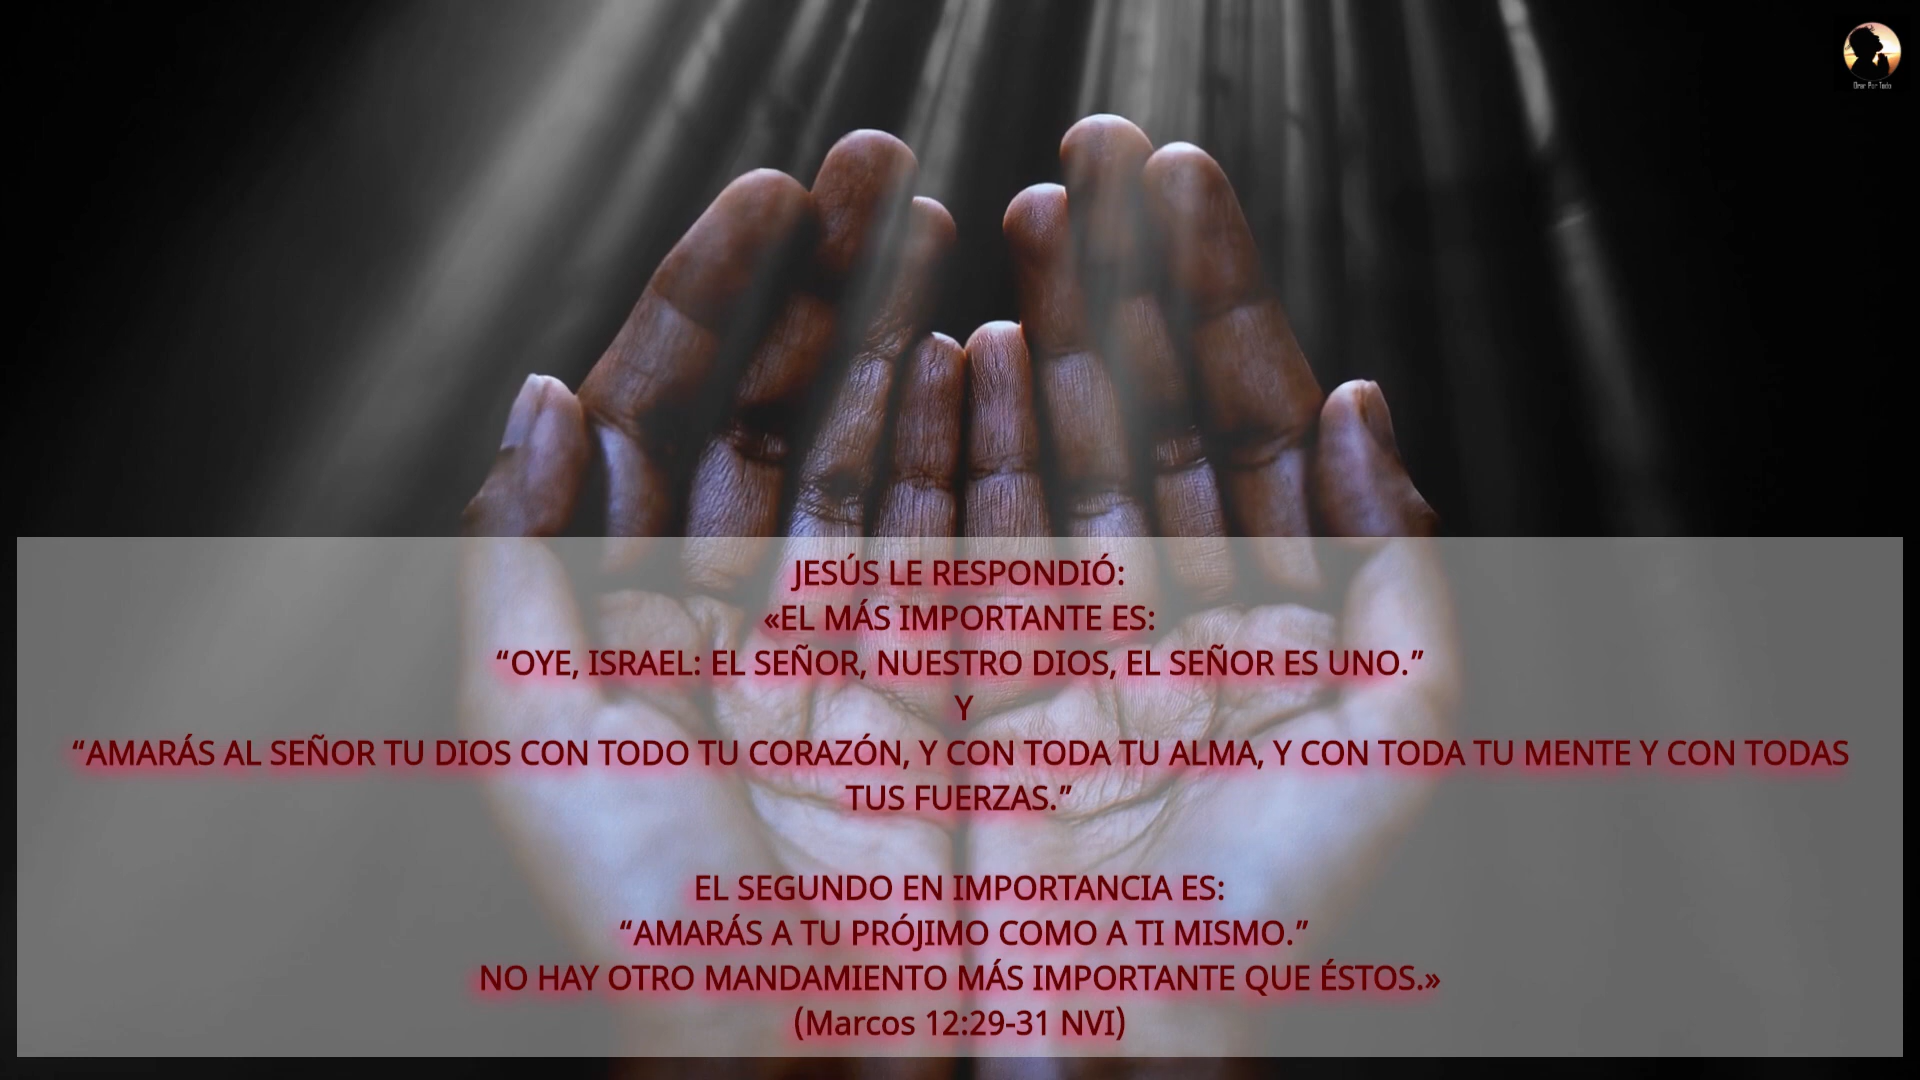 Orar Por Todo
JESÚS LE RESPONDIÓ:
«EL MÁS IMPORTANTE ES:
“OYE, ISRAEL: EL SEÑOR, NUESTRO DIOS, EL SEÑOR ES UNO.”
Y
“AMARÁS AL SEÑOR TU DIOS CON TODO TU CORAZÓN, Y CON TODA TU ALMA, Y CON TODA TU MENTE Y CON TODAS
TUS FUERZAS.”
EL SEGUNDO EN IMPORTANCIA ES:
“AMARÁS A TU PRÓJIMO COMO A TI MISMO.”
NO HAY OTRO MANDAMIENTO MÁS IMPORTANTE QUE ÉSTOS.»
(Marcos 12:29-31 NVI)